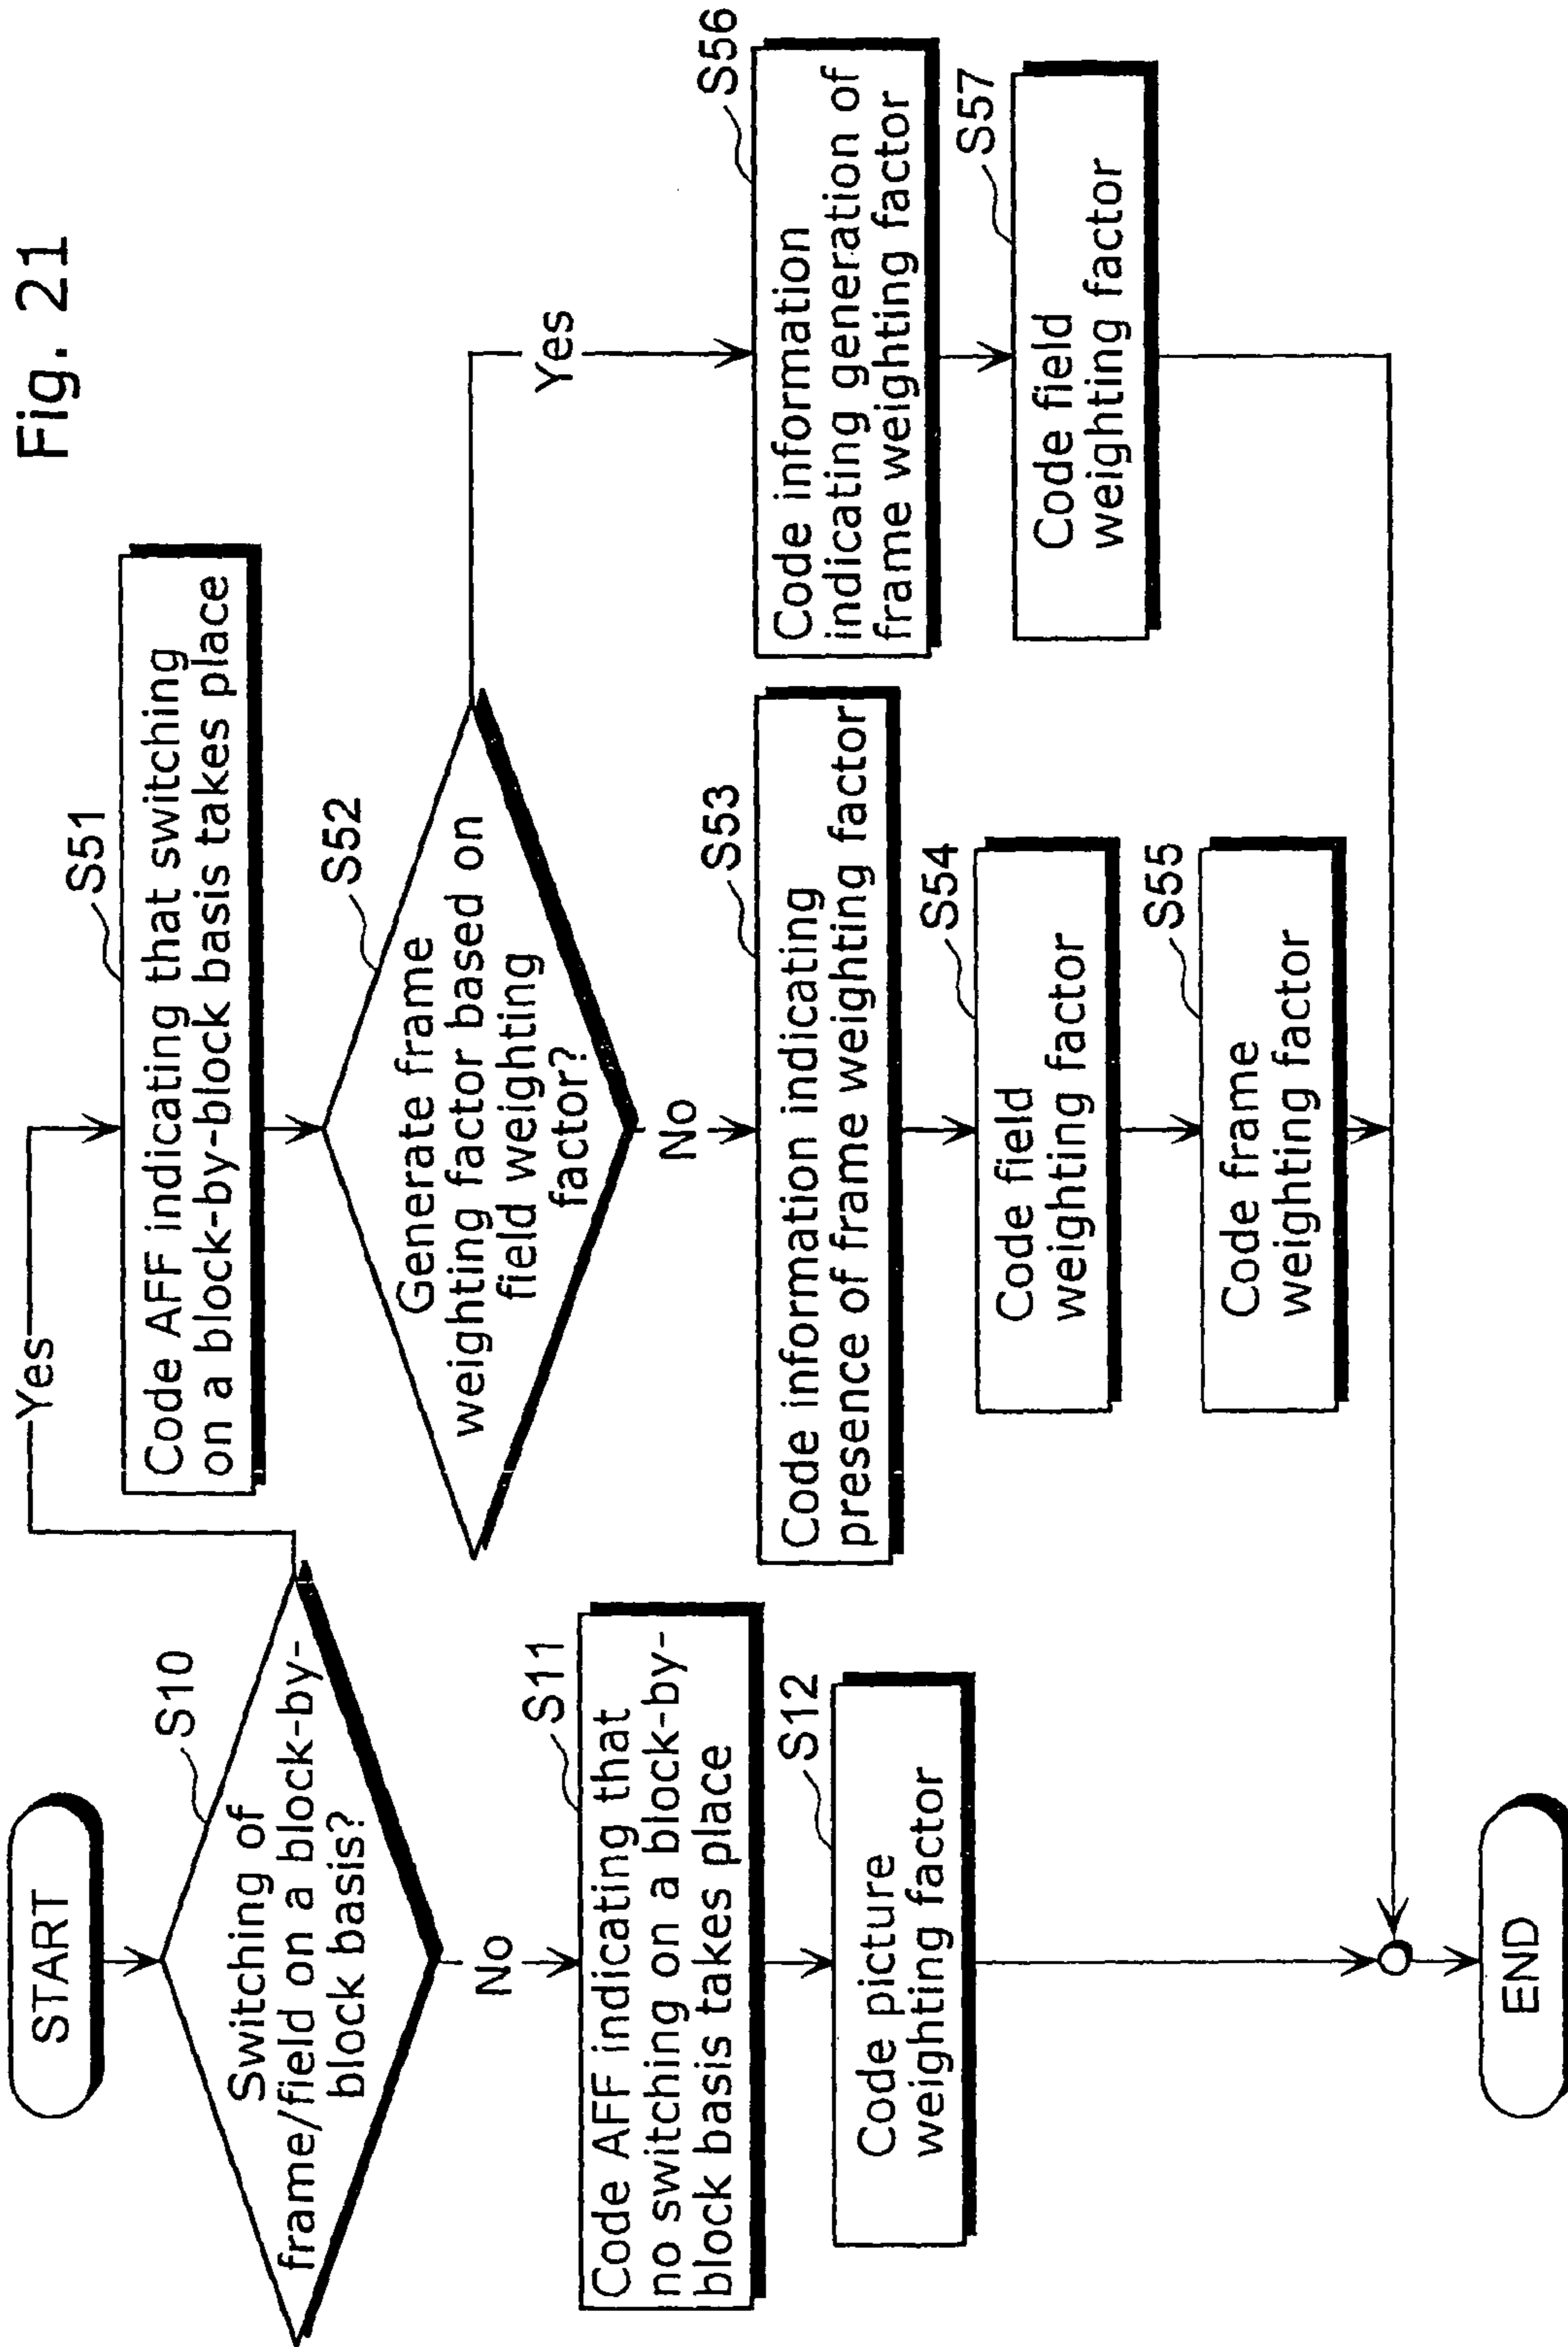 Fig. 21
START
S10
Switching of
frame/field on a block-by-
block basis?
No
S11
Code AFF indicating that
no switching on a block-by-
block basis takes place
S12
Code picture
weighting factor
Yes
S51
Code AFF indicating that switching
on a block-by-block basis takes place
S52
Generate frame
weighting factor based on
field weighting
factor?
No
S53
Code information indicating
presence of frame weighting factor
S54
Code field
weighting factor
S55
Code frame
weighting factor
Yes
S56
Code information
indicating generation of
frame weighting factor
S57
Code field
weighting factor
END